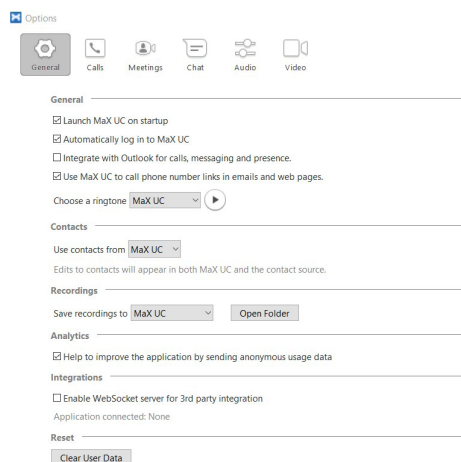 Options
General Calls Meetings Chat Audio Video
General
Launch MaX UC on startup
Automatically log in to MaX UC
Integrate with Outlook for calls, messaging and presence.
Use MaX UC to call phone number links in emails and web pages.
Choose a ringtone MaX UC
Contacts
Use contacts from MaX UC
Edits to contacts will appear in both MaX UC and the contact source.
Recordings
Save recordings to MaX UC Open Folder
Analytics
Help to improve the application by sending anonymous usage data
Integrations
Enable WebSocket server for 3rd party integration
Application connected: None
Reset
Clear User Data